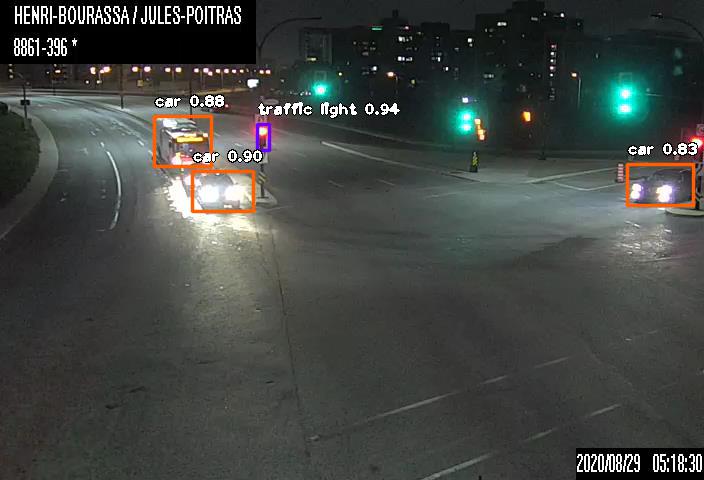 HENRI-BOURASSA / JULES-POITRAS
8861-396 *
car 0.88
traffic light 0.94
car 0.90
car 0.83
2020/08/29 05:18:30